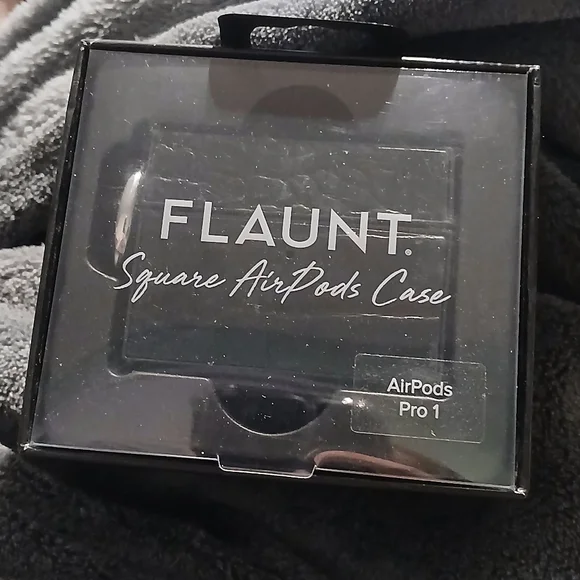 FLAUNT.
Square AirPods Case
AirPods
Pro 1